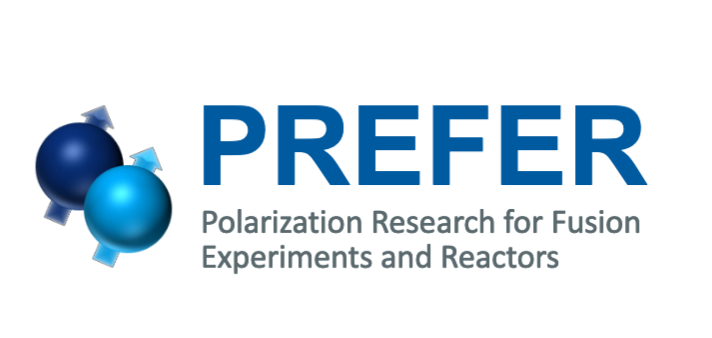 PREFER
Polarization Research for Fusion
Experiments and Reactors